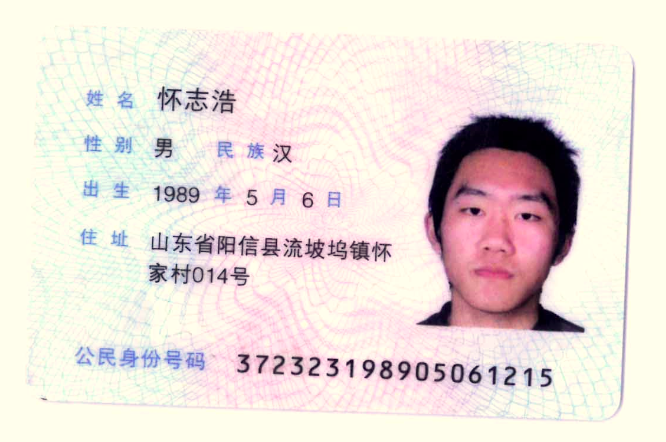 姓名 怀志浩
性别 男 民族 汉
出生 1989 年 5 月 6 日
住址 山东省阳信县流坡坞镇怀
家村014号
公民身份号码 372323198905061215